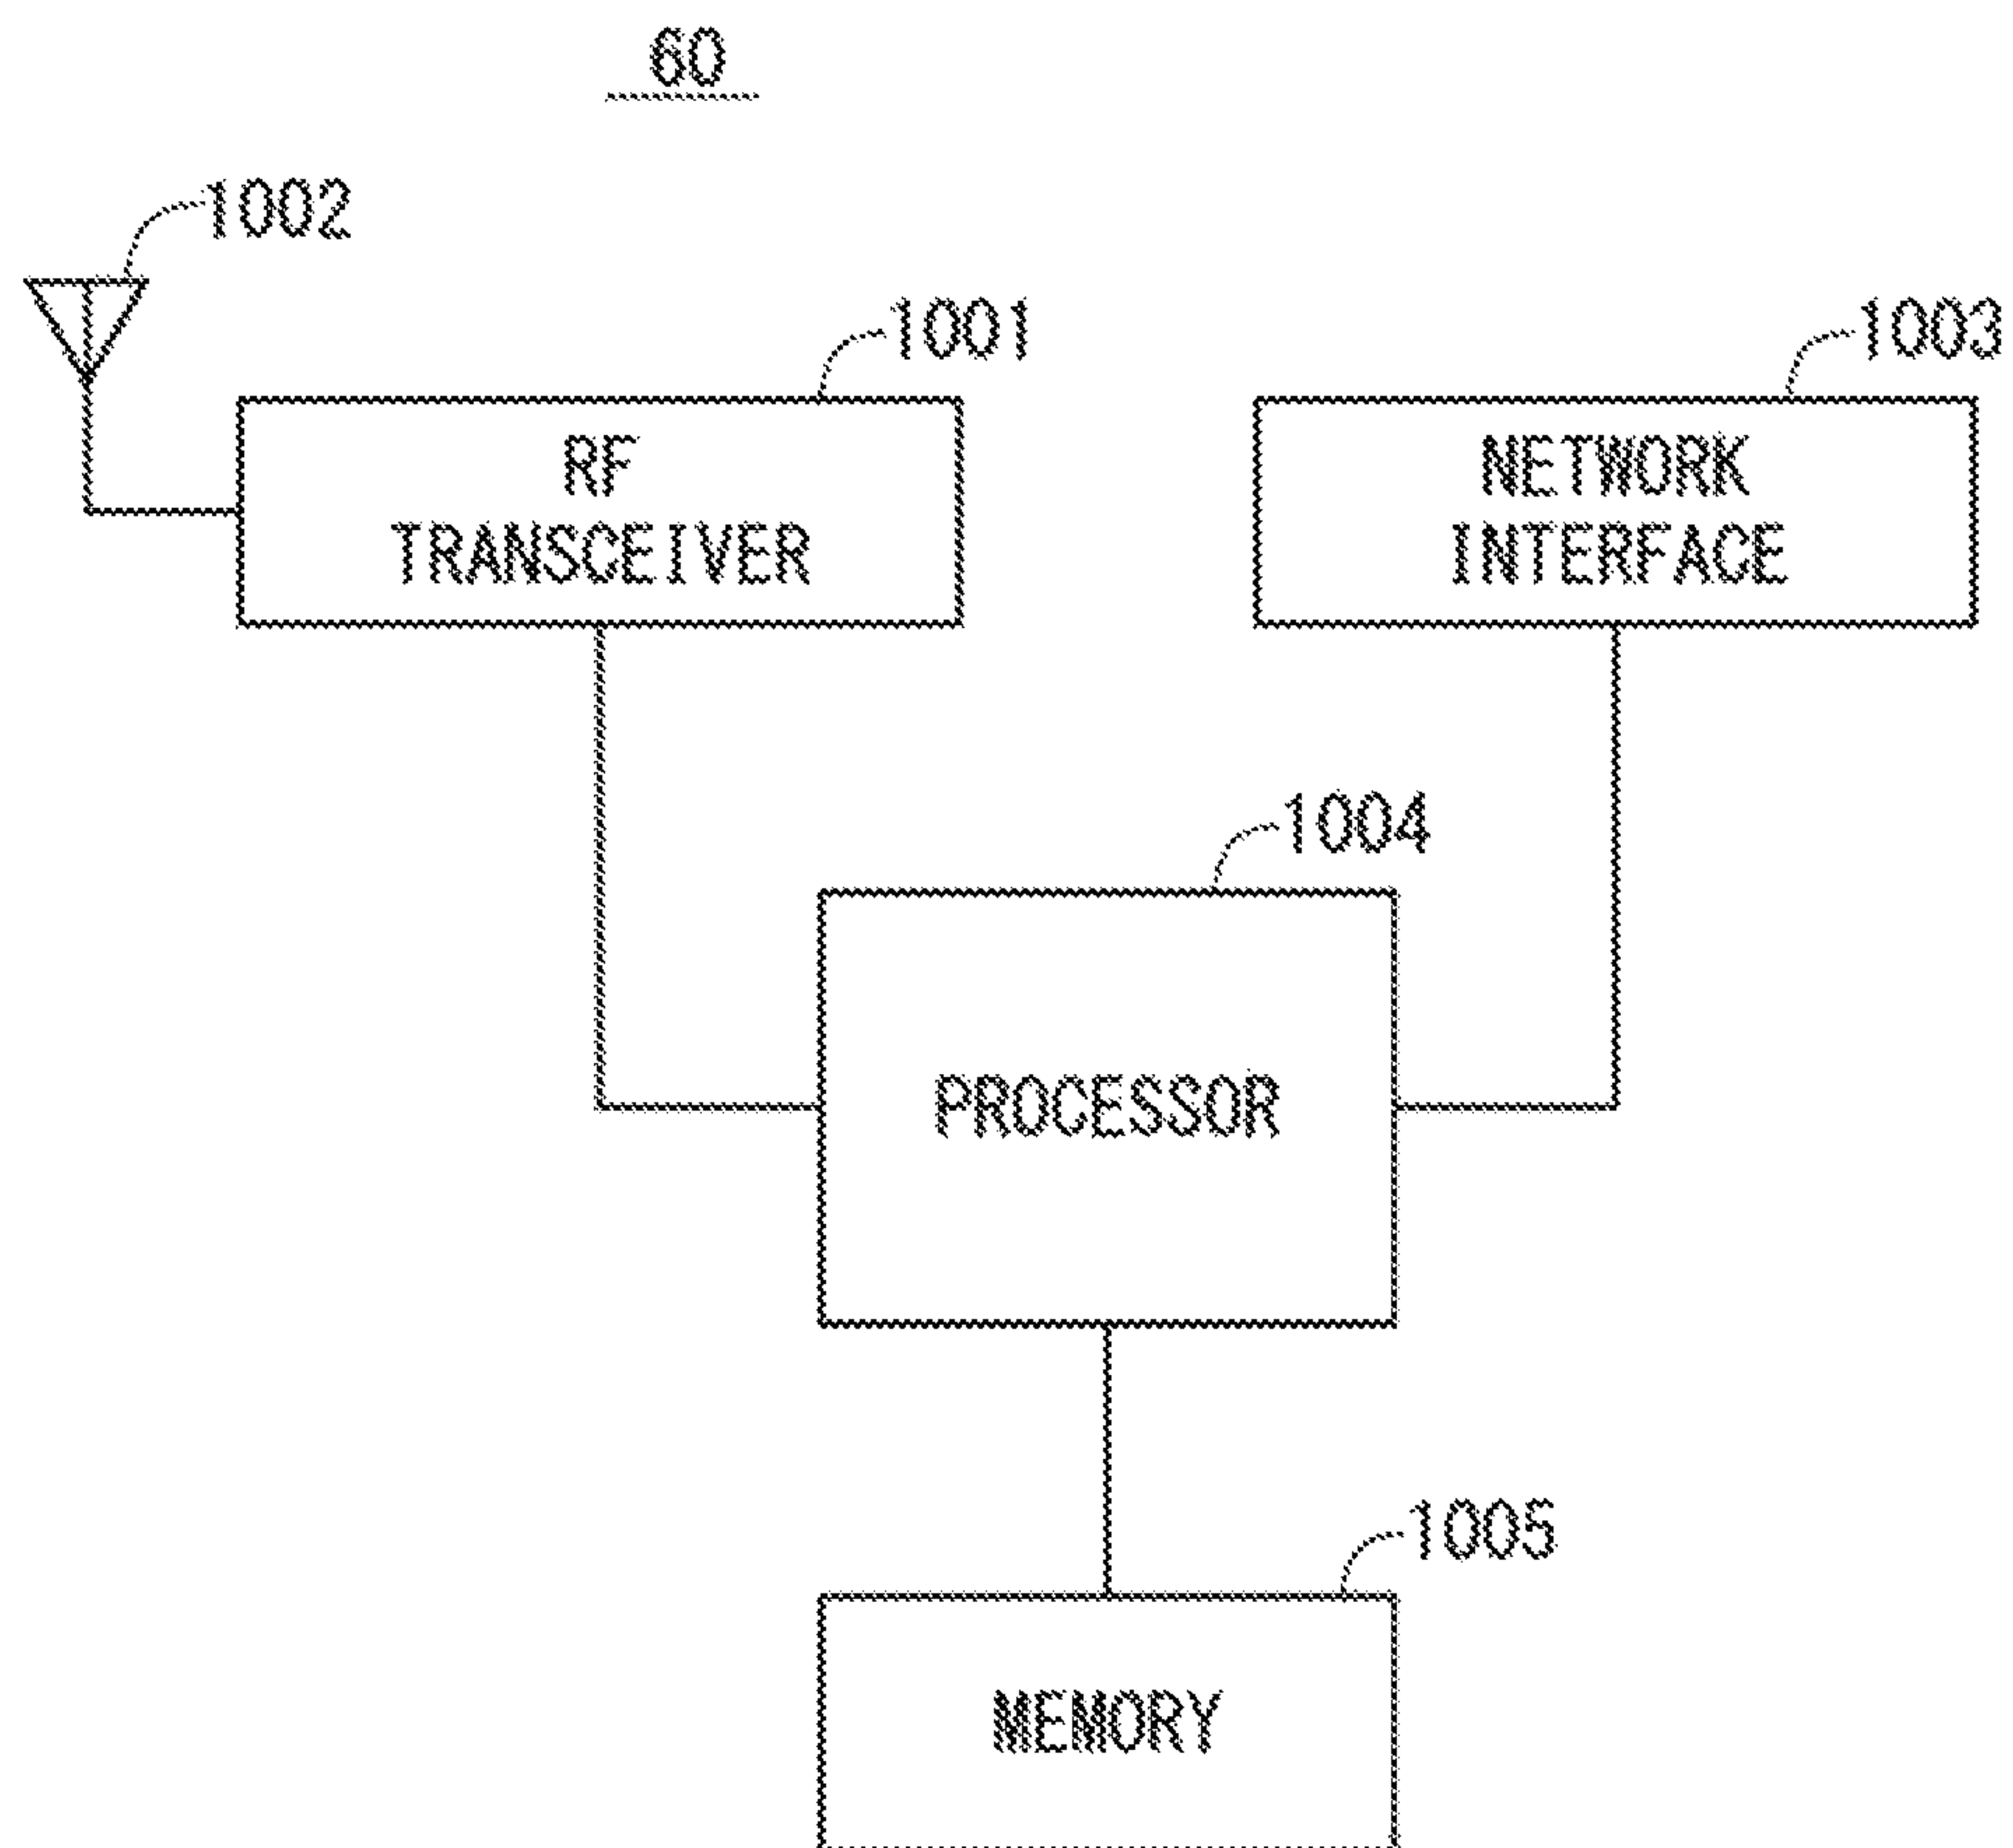 60
1002
1001
1003
RF
TRANSCEIVER
NETWORK
INTERFACE
1004
PROCESSOR
1005
MEMORY